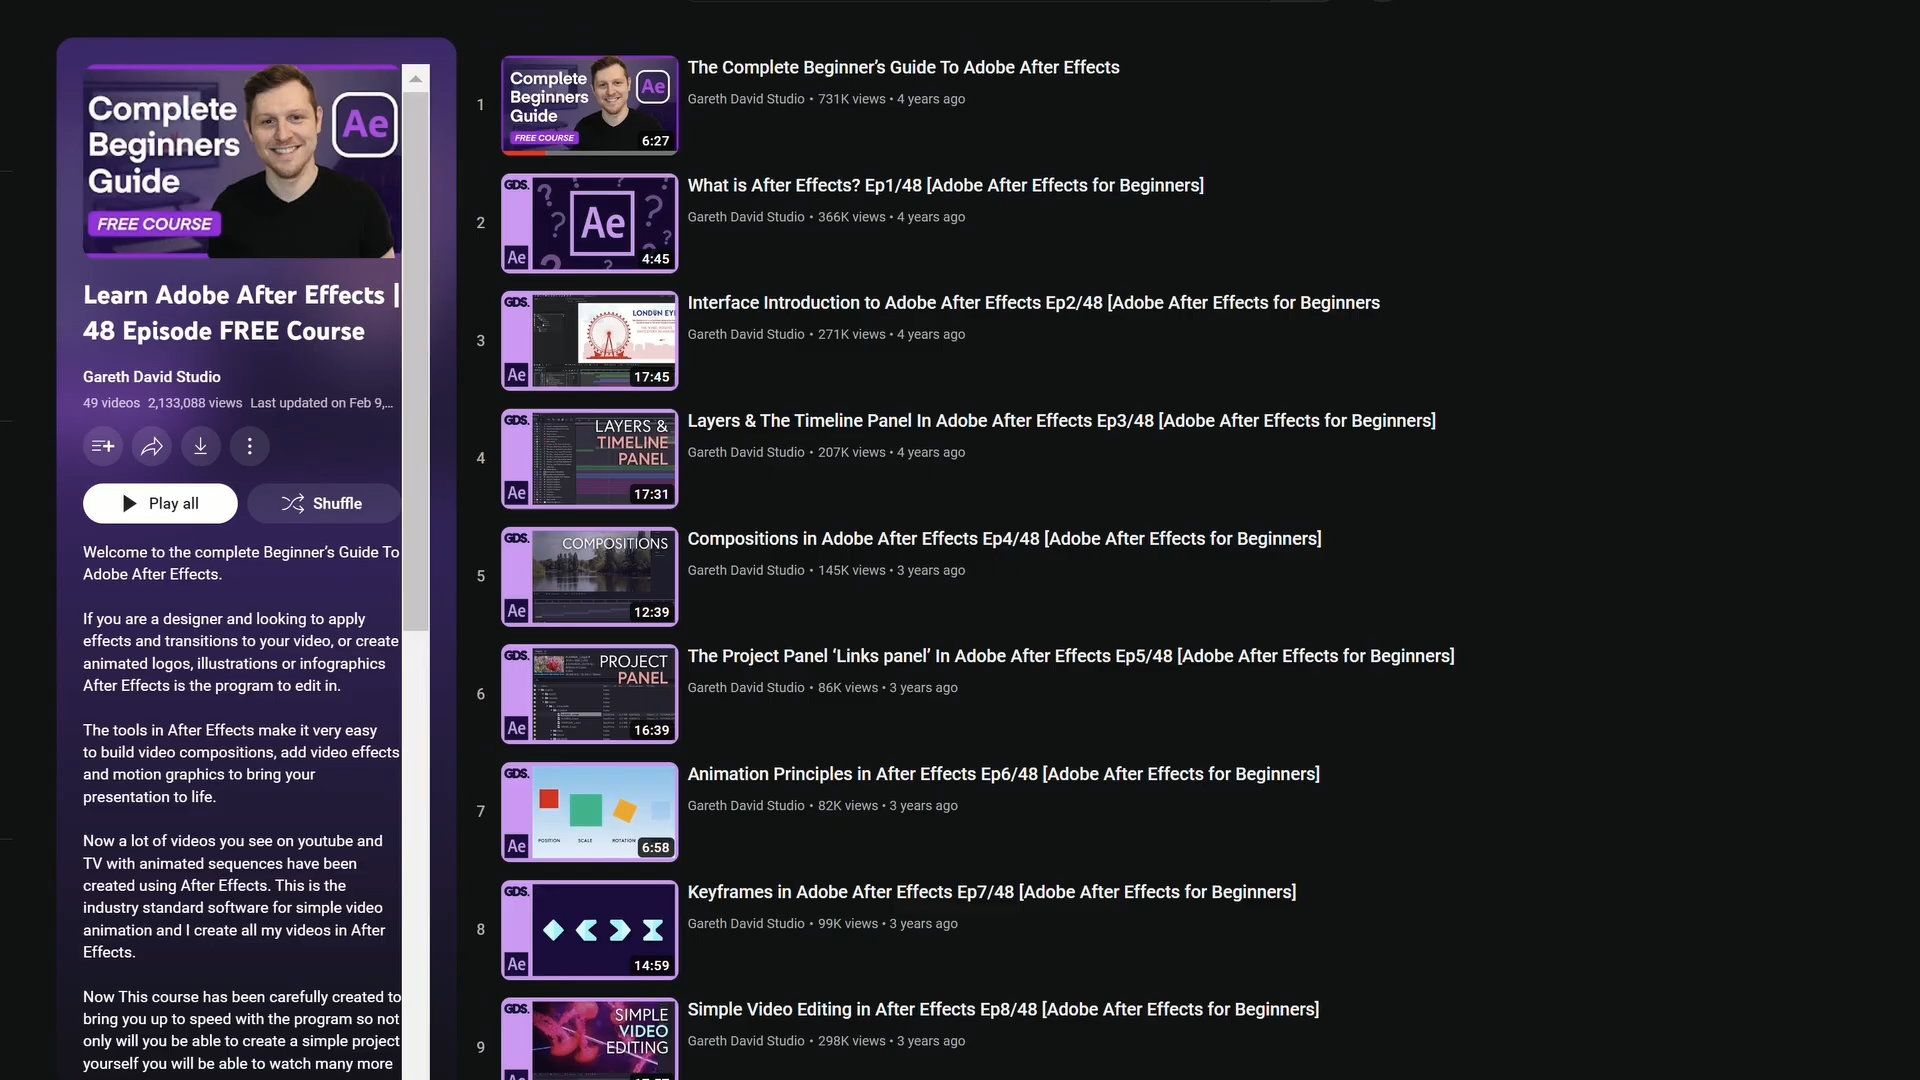 Complete
Beginners
Guide
FREE COURSE
Ae
Learn Adobe After Effects |
48 Episode FREE Course
Gareth David Studio
49 videos 2,133,088 views Last updated on Feb 9,...
Play all
Shuffle
Welcome to the complete Beginner's Guide To
Adobe After Effects.
If you are a designer and looking to apply
effects and transitions to your video, or create
animated logos, illustrations or infographics
After Effects is the program to edit in.
The tools in After Effects make it very easy
to build video compositions, add video effects
and motion graphics to bring your
presentation to life.
Now a lot of videos you see on youtube and
TV with animated sequences have been
created using After Effects. This is the
industry standard software for simple video
animation and I create all my videos in After
Effects.
Now This course has been carefully created to
bring you up to speed with the program so not
only will you be able to create a simple project
yourself you will be able to watch many more
1
Complete
Beginners
Guide
FREE COURSE
Ae
6:27
The Complete Beginner's Guide To Adobe After Effects
Gareth David Studio • 731K views • 4 years ago
2
GDS.
Ae
Ae
4:45
What is After Effects? Ep1/48 [Adobe After Effects for Beginners]
Gareth David Studio • 366K views • 4 years ago
3
GDS.
LONDON EYE
Ae
17:45
Interface Introduction to Adobe After Effects Ep2/48 [Adobe After Effects for Beginners
Gareth David Studio • 271K views • 4 years ago
4
GDS.
LAYERS &
TIMELINE
PANEL
Ae
17:31
Layers & The Timeline Panel In Adobe After Effects Ep3/48 [Adobe After Effects for Beginners]
Gareth David Studio • 207K views • 4 years ago
5
GDS.
COMPOSITIONS
Ae
12:39
Compositions in Adobe After Effects Ep4/48 [Adobe After Effects for Beginners]
Gareth David Studio • 145K views • 3 years ago
6
GDS.
PROJECT
PANEL
Ae
16:39
The Project Panel ‘Links panel’ In Adobe After Effects Ep5/48 [Adobe After Effects for Beginners]
Gareth David Studio • 86K views • 3 years ago
7
GDS.
POSITION SCALE ROTATION
Ae
6:58
Animation Principles in After Effects Ep6/48 [Adobe After Effects for Beginners]
Gareth David Studio • 82K views • 3 years ago
8
GDS.
Ae
14:59
Keyframes in Adobe After Effects Ep7/48 [Adobe After Effects for Beginners]
Gareth David Studio • 99K views • 3 years ago
9
GDS.
SIMPLE
VIDEO
EDITING
Ae
Simple Video Editing in After Effects Ep8/48 [Adobe After Effects for Beginners]
Gareth David Studio • 298K views • 3 years ago